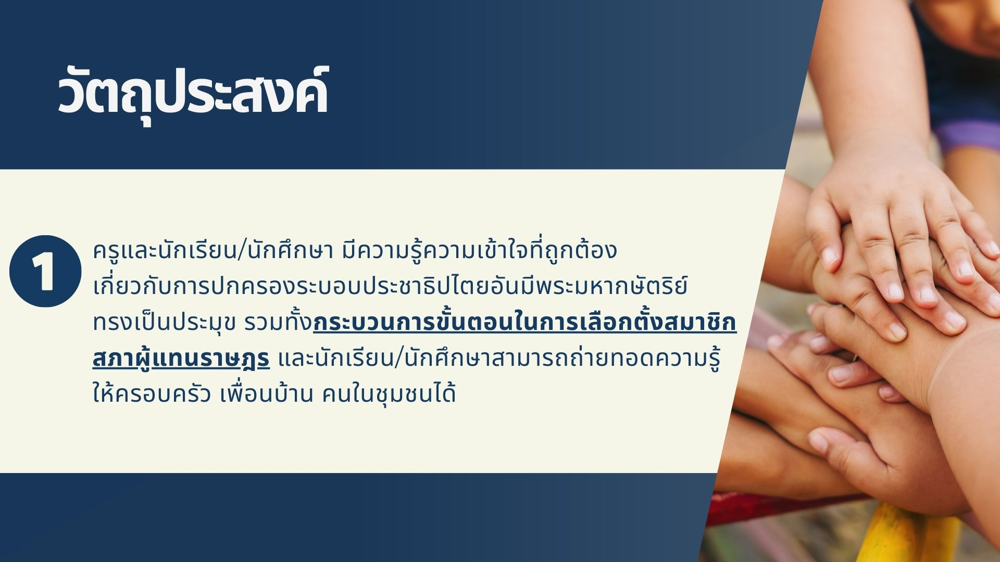 วัตถุประสงค์
1
ครูและนักเรียน/นักศึกษา มีความรู้ความเข้าใจที่ถูกต้อง
เกี่ยวกับการปกครองระบอบประชาธิปไตยอันมีพระมหากษัตริย์
ทรงเป็นประมุข รวมทั้งกระบวนการขั้นตอนในการเลือกตั้งสมาชิก
สภาผู้แทนราษฎร และนักเรียน/นักศึกษาสามารถถ่ายทอดความรู้
ให้ครอบครัว เพื่อนบ้าน คนในชุมชนได้